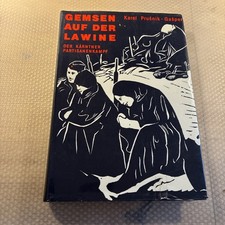 GEMSEN
AUF DER
LAWINE
Karel Prušnik-Gašper
DER KÄRNTNER
PARTISANENKAMPF